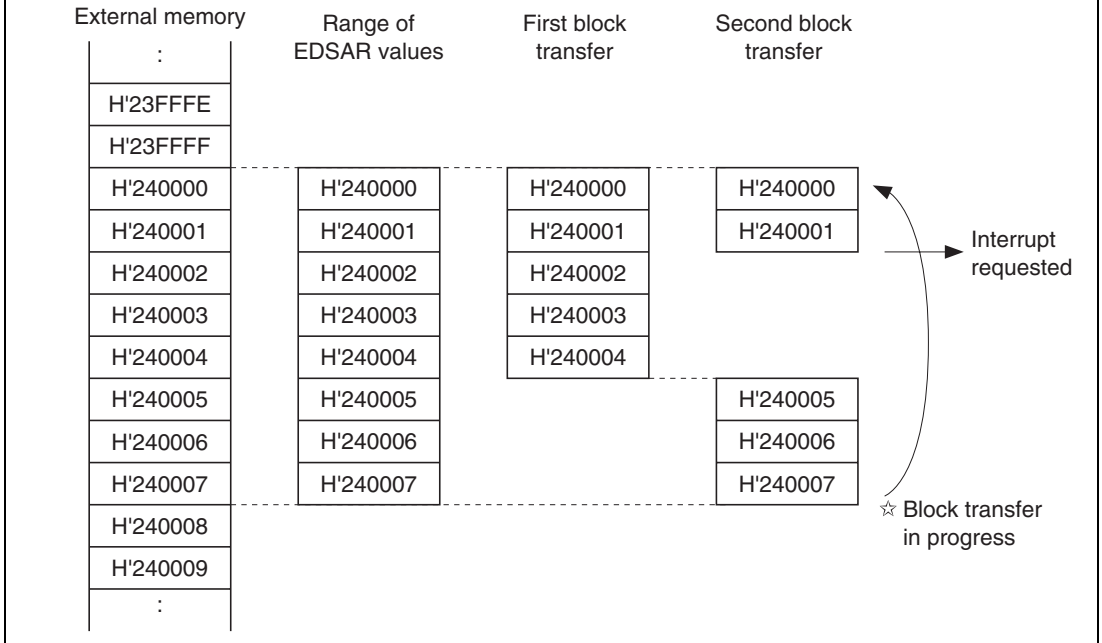 External memory
:
H'23FFFE
H'23FFFF
H'240000
H'240001
H'240002
H'240003
H'240004
H'240005
H'240006
H'240007
H'240008
H'240009
:
Range of
EDSAR values
H'240000
H'240001
H'240002
H'240003
H'240004
H'240005
H'240006
H'240007
First block
transfer
H'240000
H'240001
H'240002
H'240003
H'240004
Second block
transfer
H'240000
H'240001
H'240005
H'240006
H'240007
Interrupt
requested
☆ Block transfer
in progress